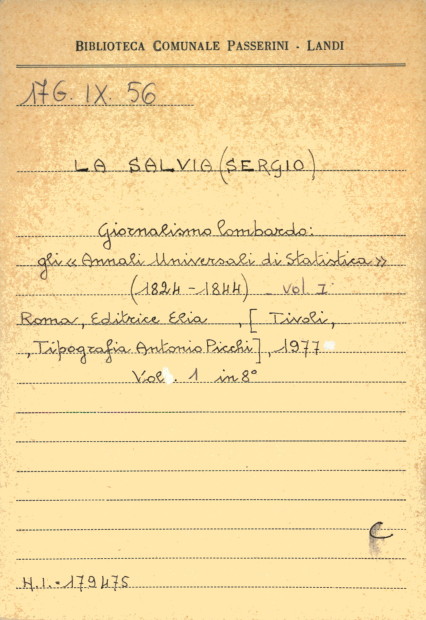 BIBLIOTECA COMUNALE PASSERINI - LANDI
17G. IX. 56
LA SALVIA (SERGIO)
Giornalismo lombardo:
gli « Annali Universali di Statistica »
(1824 - 1844) - vol. I
Roma, Editrice Elia , [ Tivoli,
, Tipografia Antonio Picchi], 1977
Vol . 1 in 8°
C
N.I. - 179475